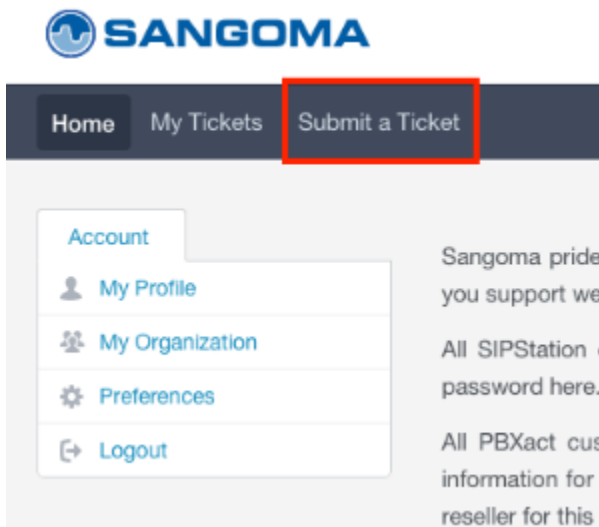 SANGOMA
Home My Tickets Submit a Ticket
Account
My Profile
My Organization
Preferences
Logout
Sangoma pride
you support we
All SIPStation
password here.
All PBXact cus
information for
reseller for this